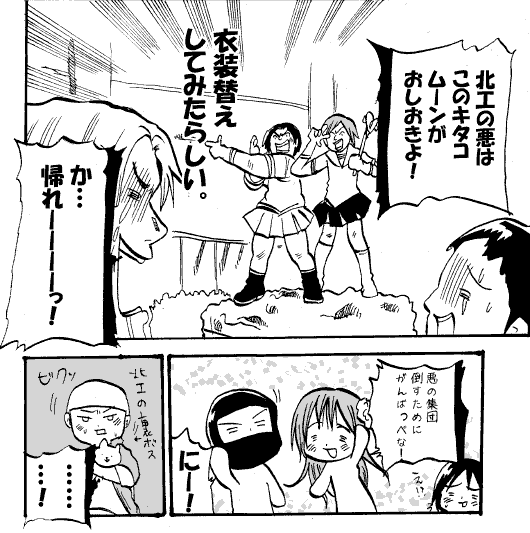 北工の悪は
このキタコ
ムーンが
おしおきよ!
衣装替え
してみたらしい。
か…
帰れーーーーっ!
悪の集団
倒すために
がんばっぺなー
え!?
にー!
北工の裏ボス
ビクッ
……
……!